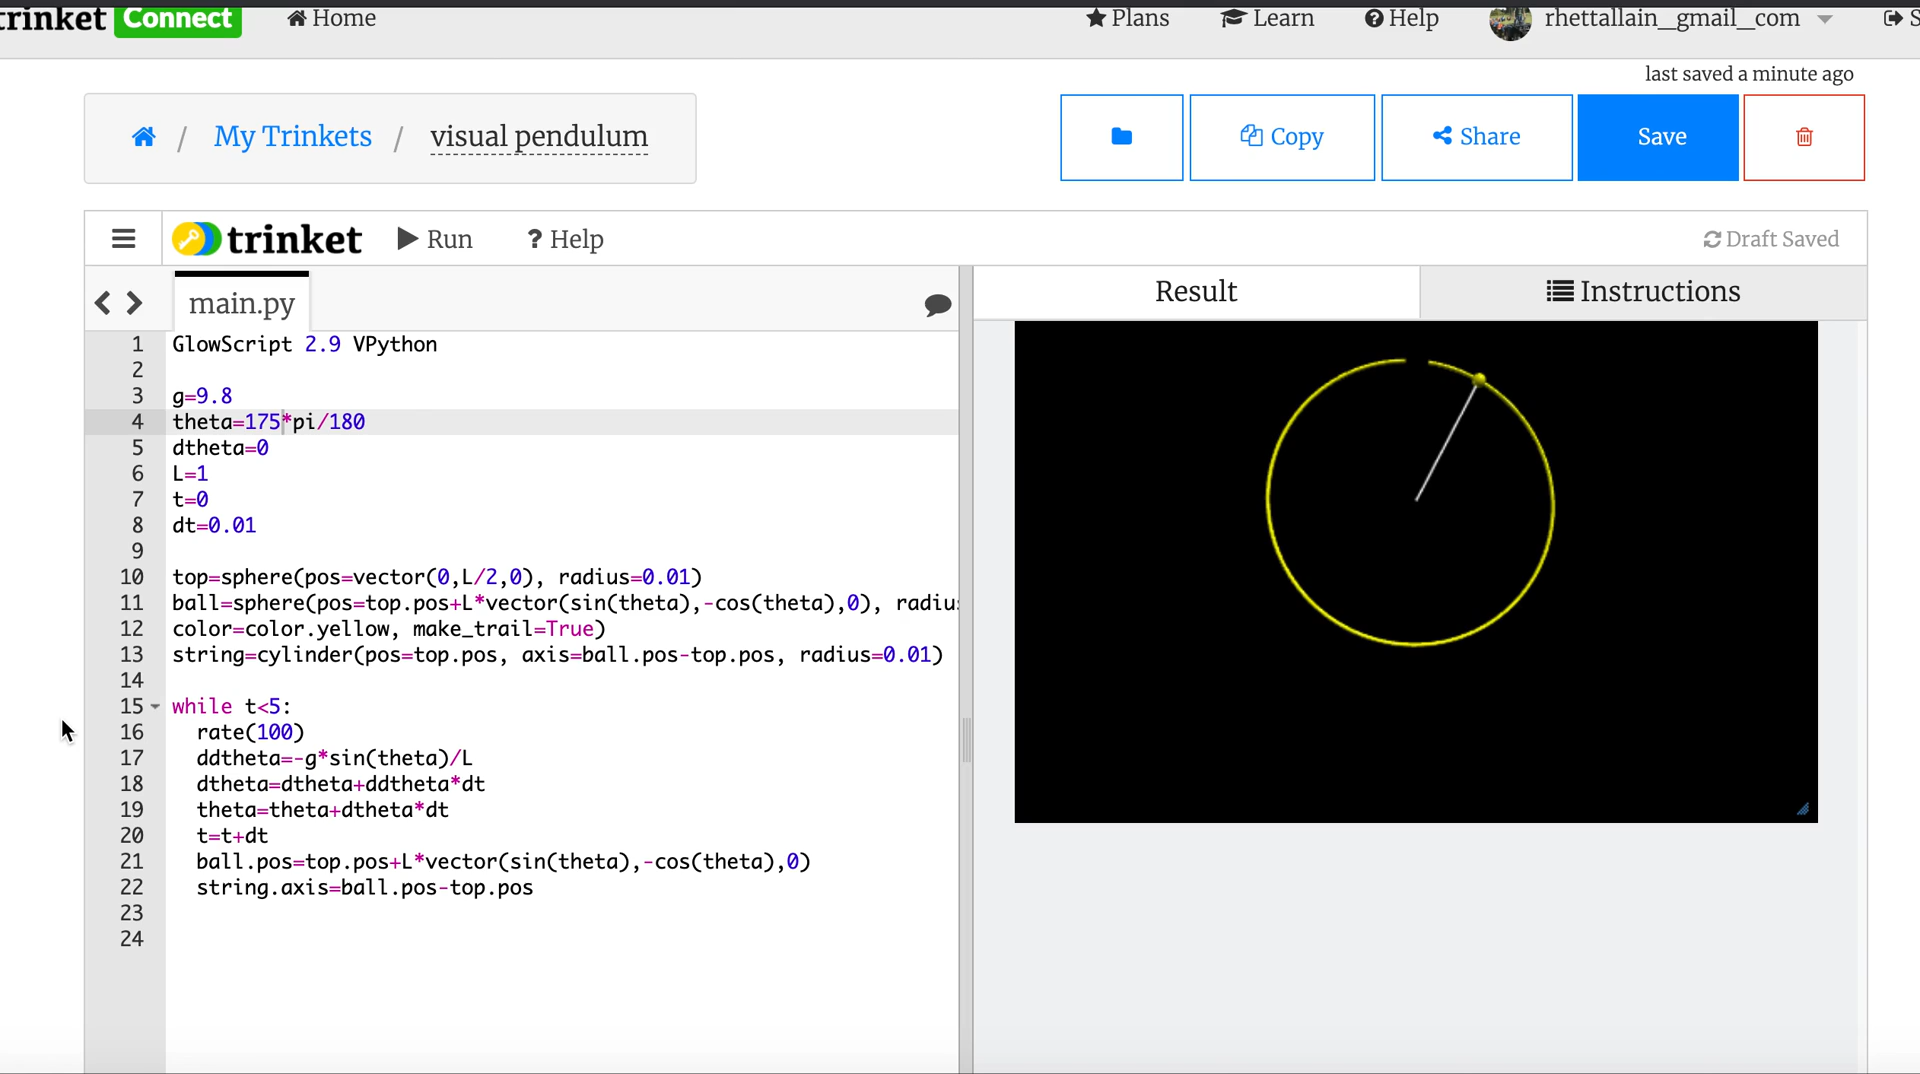 trinket Connect Home Plans Learn Help rhettallain_gmail_com
last saved a minute ago
/ My Trinkets / visual pendulum Copy Share Save
trinket Run ? Help Draft Saved
main.py Result Instructions
1 GlowScript 2.9 VPython
2
3 g=9.8
4 theta=175*pi/180
5 dtheta=0
6 L=1
7 t=0
8 dt=0.01
9
10 top=sphere(pos=vector(0,L/2,0), radius=0.01)
11 ball=sphere(pos=top.pos+L*vector(sin(theta),-cos(theta),0), radiu
12 color=color.yellow, make_trail=True)
13 string=cylinder(pos=top.pos, axis=ball.pos-top.pos, radius=0.01)
14
15 while t<5:
16 rate(100)
17 ddtheta=-g*sin(theta)/L
18 dtheta=dtheta+ddtheta*dt
19 theta=theta+dtheta*dt
20 t=t+dt
21 ball.pos=top.pos+L*vector(sin(theta),-cos(theta),0)
22 string.axis=ball.pos-top.pos
23
24